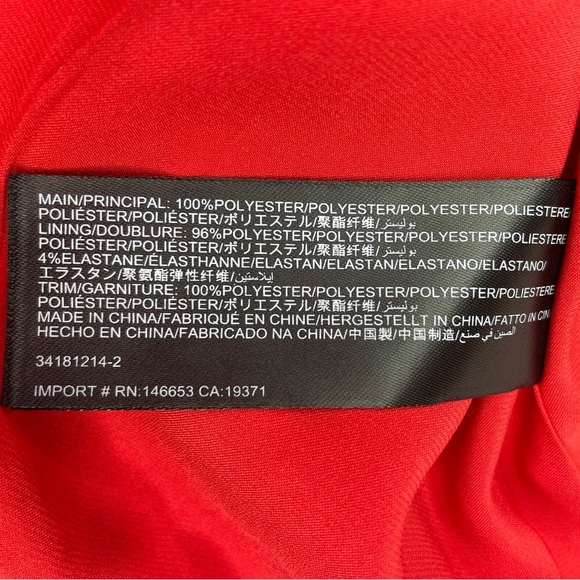 MAIN/PRINCIPAL: 100%POLYESTER/POLYESTER/POLYESTER/POLIESTERE/
POLIÉSTER/POLIÉSTER/ポリエステル/聚酯纤维/بوليستر
LINING/DOUBLURE: 96%POLYESTER/POLYESTER/POLYESTER/POLIESTERE
POLIÉSTER/POLIÉSTER/ポリエステル/聚酯纤维/بوليستر
4%ELASTANE/ÉLASTHANNE/ELASTAN/ELASTAN/ELASTANO/ELASTANO/
エラスタン/聚氨酯弹性纤维/ايلاستين
TRIM/GARNITURE: 100%POLYESTER/POLYESTER/POLYESTER/POLIESTERE
POLIÉSTER/POLIÉSTER/ポリエステル/聚酯纤维/بوليستر
MADE IN CHINA/FABRIQUÉ EN CHINE/HERGESTELLT IN CHINA/FATTO IN CIN
HECHO EN CHINA/FABRICADO NA CHINA/中国製/中国制造/الصين في صنع
34181214-2
IMPORT # RN:146653 CA:19371